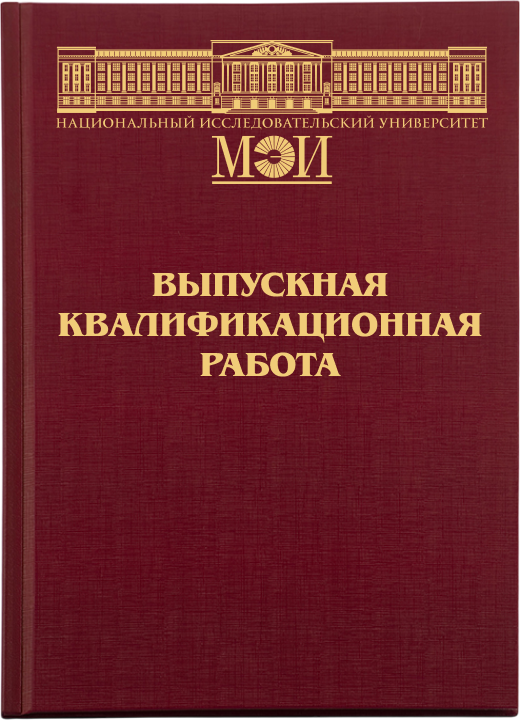 НАЦИОНАЛЬНЫЙ ИССЛЕДОВАТЕЛЬСКИЙ УНИВЕРСИТЕТ
МЭИ
ВЫПУСКНАЯ
КВАЛИФИКАЦИОННАЯ
РАБОТА